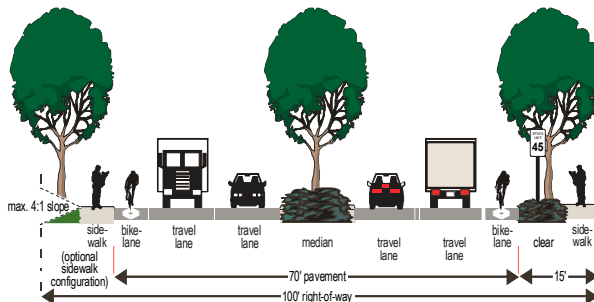 SPEED
LIMIT
45
max. 4:1 slope
side-
walk
(optional
sidewalk
configuration)
bike-
lane
travel
lane
travel
lane
median
travel
lane
travel
lane
bike-
lane
clear
side-
walk
70' pavement
15'
100' right-of-way